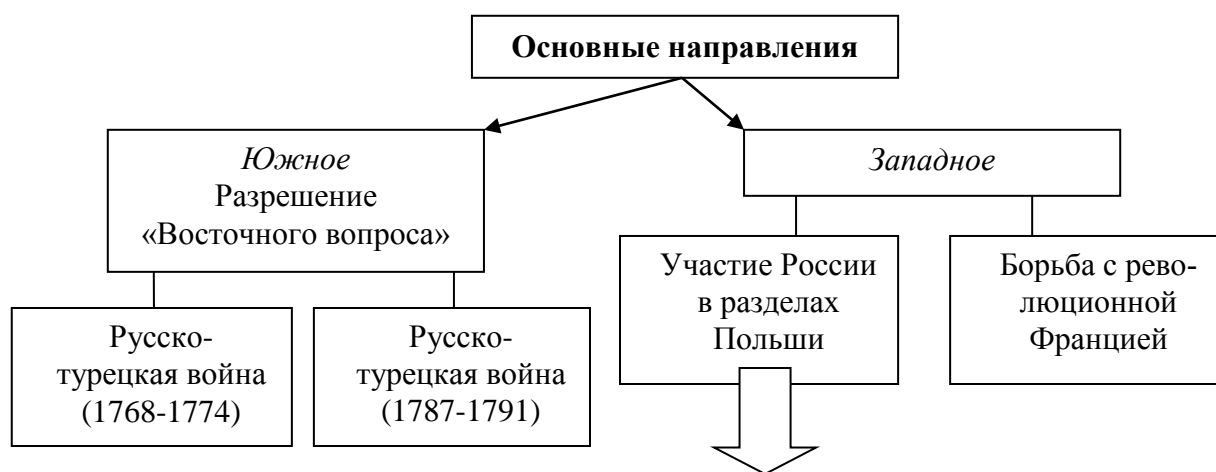 Основные направления
Южное
Разрешение
«Восточного вопроса»
Западное
Русско-
турецкая война
(1768-1774)
Русско-
турецкая война
(1787-1791)
Участие России
в разделах
Польши
Борьба с рево-
люционной
Францией